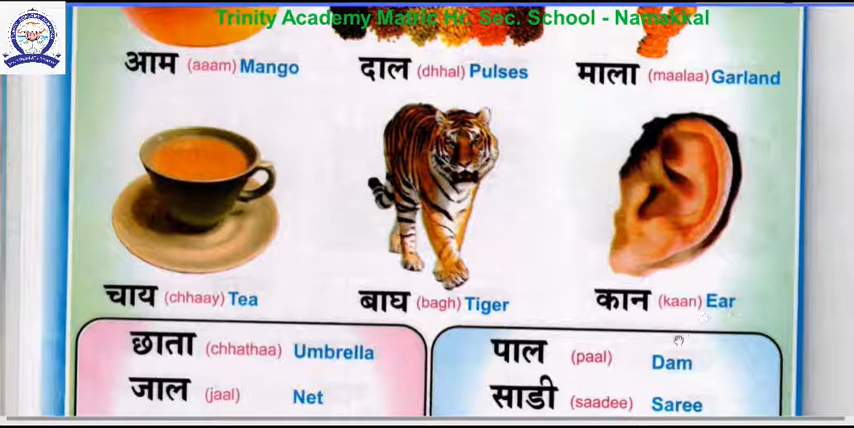 Trinity Academy Matric Hr. Sec. School - Namakkal
आम (aaam) Mango
दाल (dhhal) Pulses
माला (maalaa) Garland
चाय (chhaay) Tea
बाघ (bagh) Tiger
कान (kaan) Ear
छाता (chhathaa) Umbrella
जाल (jaal) Net
पाल (paal) Dam
साडी (saadee) Saree